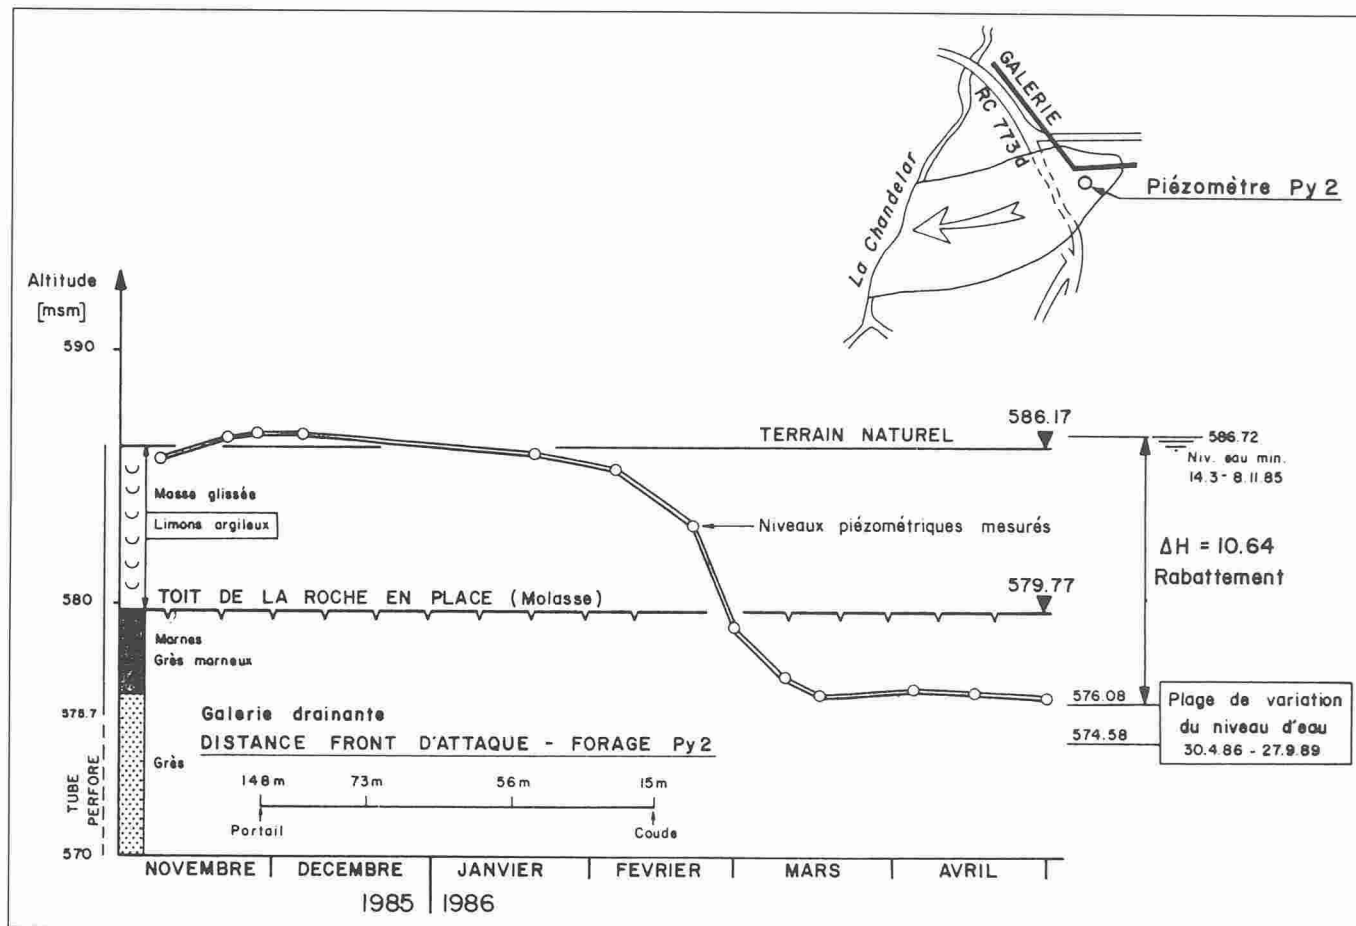 GALERIE
RC 773d
La Chandelar
Piézomètre Py 2
Altitude
[msm]
590
586.17
TERRAIN NATUREL
586.72
Niv. eau min.
14.3 - 8.11.85
Masse glissée
Limons argileux
Niveaux piézométriques mesurés
ΔH = 10.64
Rabattement
580
TOIT DE LA ROCHE EN PLACE (Molasse)
579.77
Marnes
Grès marneux
576.08
Plage de variation
du niveau d'eau
30.4.86 - 27.9.89
575.7
574.58
Galerie drainante
DISTANCE FRONT D'ATTAQUE - FORAGE Py 2
Grès
TUBE
PERFORE
148m 73m 56m 15m
Portail Coude
570
NOVEMBRE DECEMBRE JANVIER FEVRIER MARS AVRIL
1985 1986